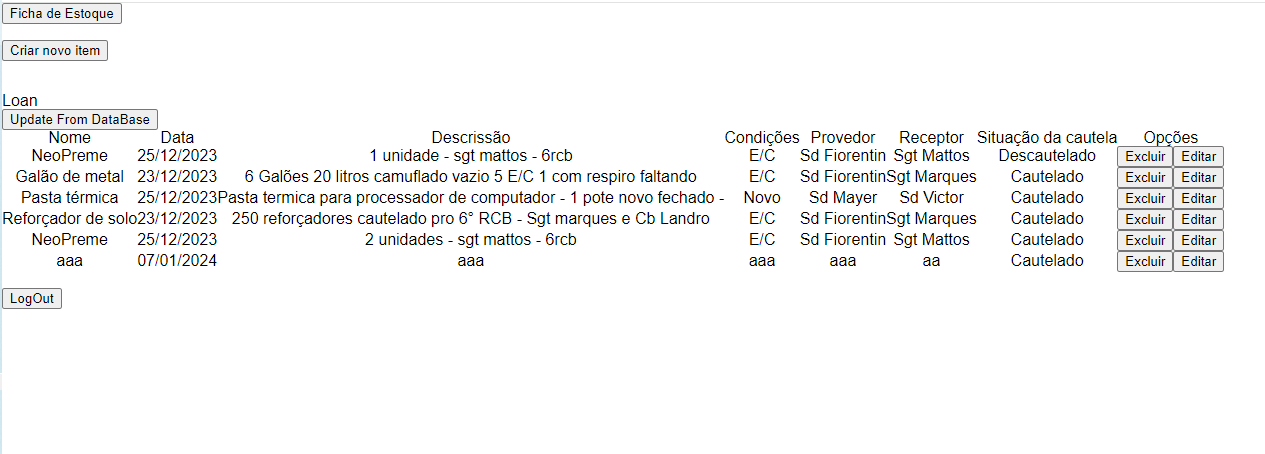 Ficha de Estoque
Criar novo item
Loan
Update From DataBase
Nome Data Descrissão Condições Provedor Receptor Situação da cautela Opções
NeoPreme 25/12/2023 1 unidade - sgt mattos - 6rcb E/C Sd Fiorentin Sgt Mattos Descautelado Excluir Editar
Galão de metal 23/12/2023 6 Galões 20 litros camuflado vazio 5 E/C 1 com respiro faltando E/C Sd Fiorentin Sgt Marques Cautelado Excluir Editar
Pasta térmica 25/12/2023 Pasta termica para processador de computador - 1 pote novo fechado - Novo Sd Mayer Sd Victor Cautelado Excluir Editar
Reforçador de solo 23/12/2023 250 reforçadores cautelado pro 6° RCB - Sgt marques e Cb Landro E/C Sd Fiorentin Sgt Marques Cautelado Excluir Editar
NeoPreme 25/12/2023 2 unidades - sgt mattos - 6rcb E/C Sd Fiorentin Sgt Mattos Cautelado Excluir Editar
aaa 07/01/2024 aaa aaa aaa aa Cautelado Excluir Editar
LogOut